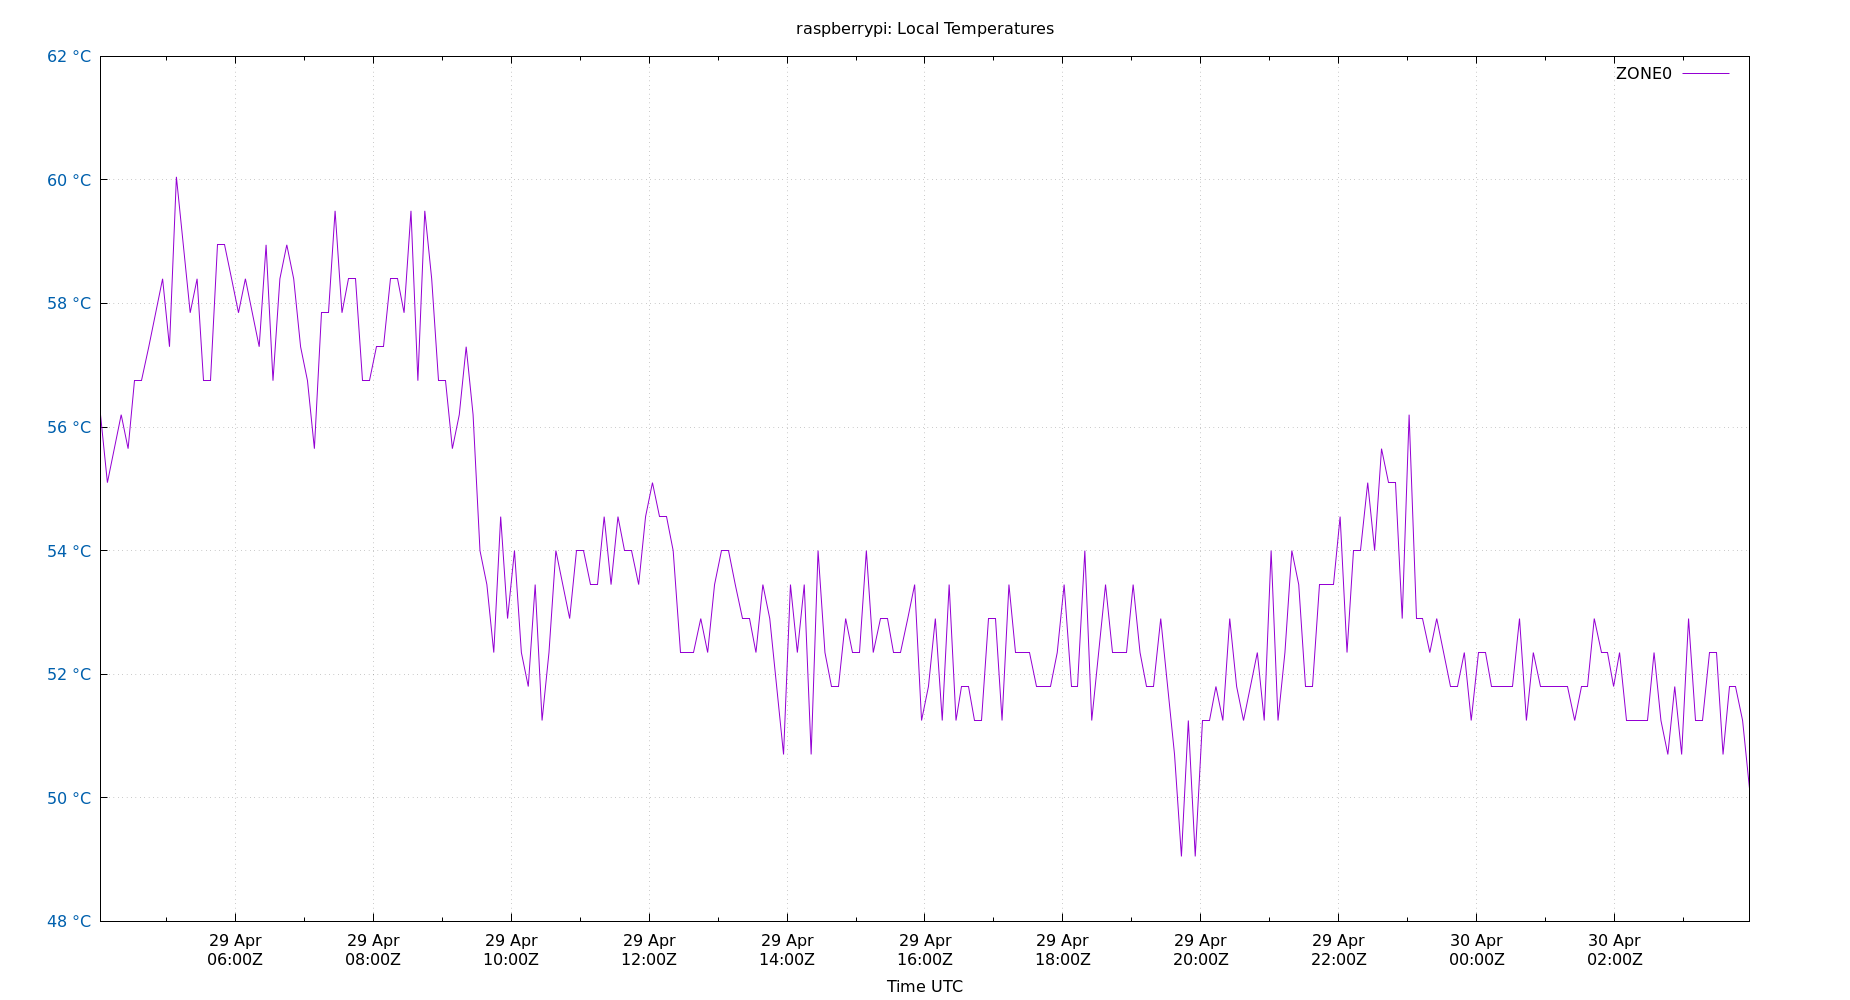 raspberrypi: Local Temperatures
62 °C
ZONE0
60 °C
58 °C
56 °C
54 °C
52 °C
50 °C
48 °C
29 Apr 29 Apr 29 Apr 29 Apr 29 Apr 29 Apr 29 Apr 29 Apr 29 Apr 30 Apr 30 Apr
06:00Z 08:00Z 10:00Z 12:00Z 14:00Z 16:00Z 18:00Z 20:00Z 22:00Z 00:00Z 02:00Z
Time UTC